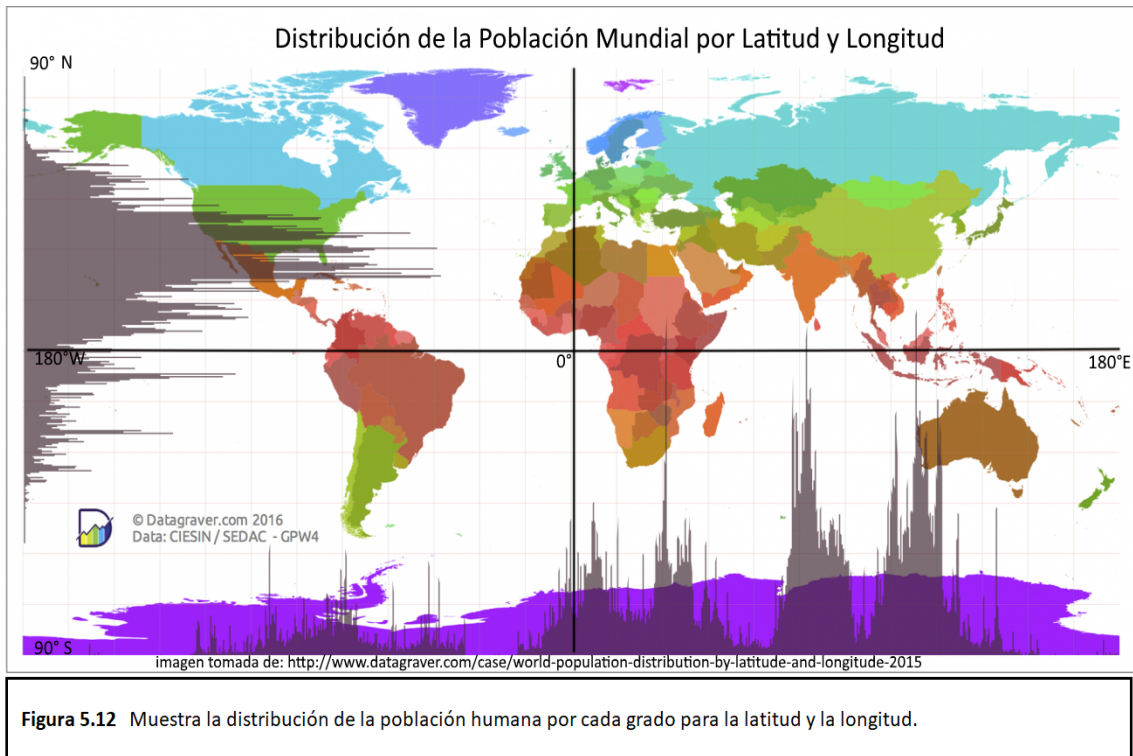 Distribución de la Población Mundial por Latitud y Longitud
90° N
180°W
0°
180°E
© Datagraver.com 2016
Data: CIESIN / SEDAC - GPW4
90° S
imagen tomada de: http://www.datagraver.com/case/world-population-distribution-by-latitude-and-longitude-2015
Figura 5.12 Muestra la distribución de la población humana por cada grado para la latitud y la longitud.